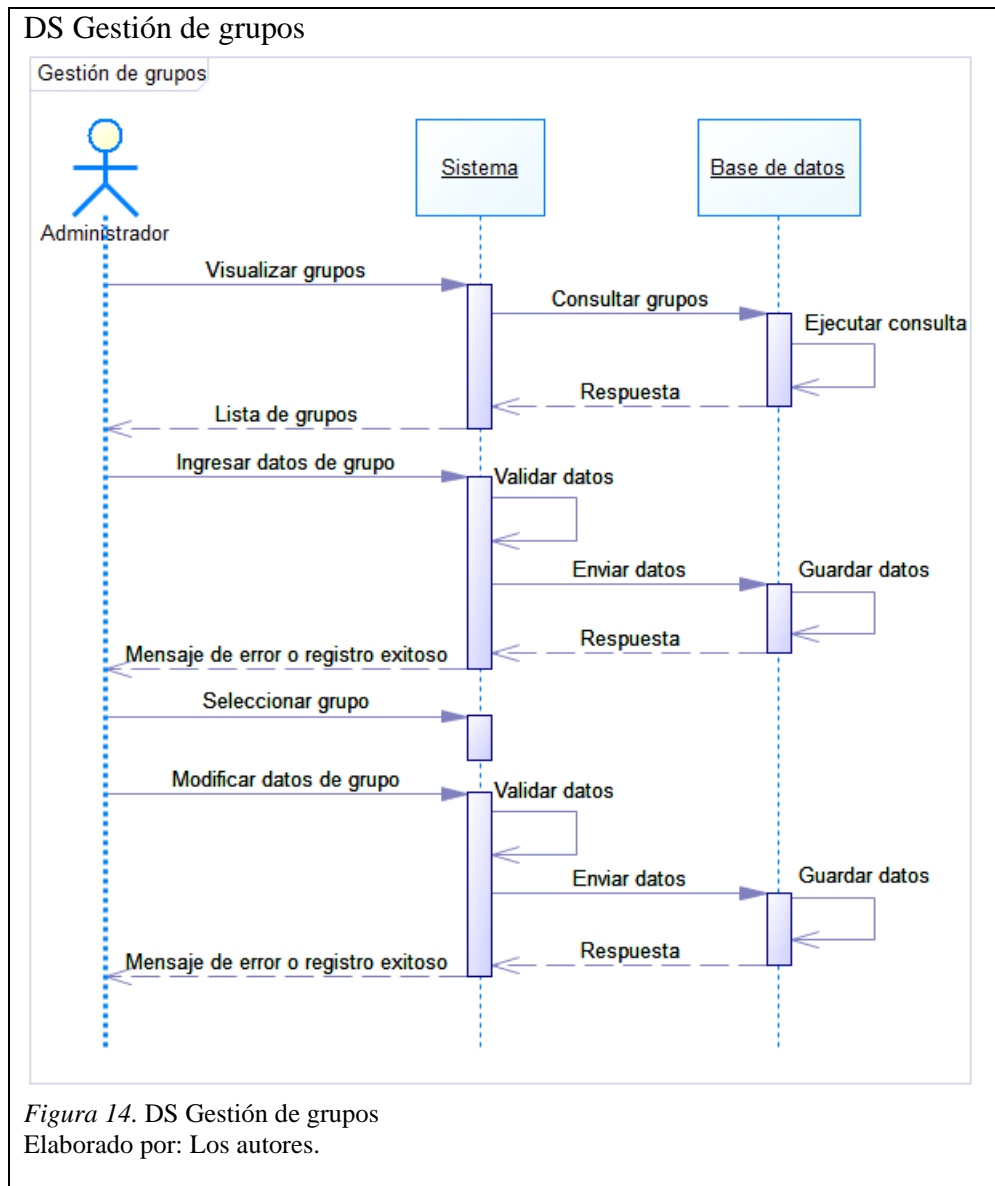 DS Gestión de grupos
Gestión de grupos
Sistema
Base de datos
Administrador
Visualizar grupos
Consultar grupos
Ejecutar consulta
Respuesta
Lista de grupos
Ingresar datos de grupo
Validar datos
Enviar datos
Guardar datos
Respuesta
Mensaje de error o registro exitoso
Seleccionar grupo
Modificar datos de grupo
Validar datos
Enviar datos
Guardar datos
Respuesta
Mensaje de error o registro exitoso
Figura 14. DS Gestión de grupos
Elaborado por: Los autores.